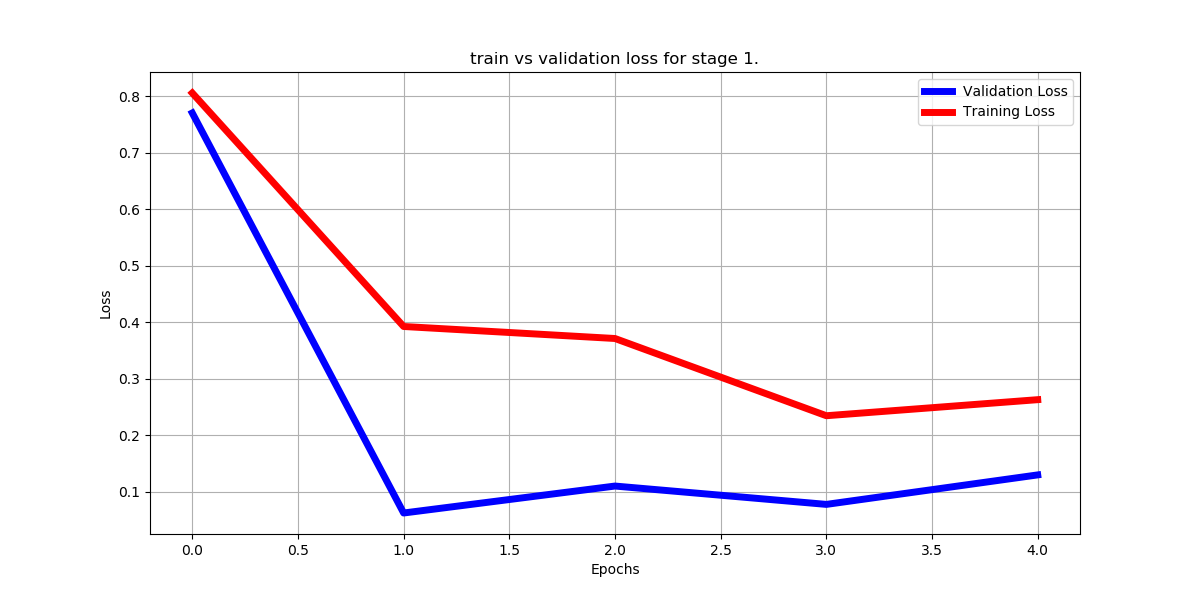 train vs validation loss for stage 1.
Validation Loss
Training Loss
0.8
0.7
0.6
0.5
0.4
0.3
0.2
0.1
Loss
0.0 0.5 1.0 1.5 2.0 2.5 3.0 3.5 4.0
Epochs